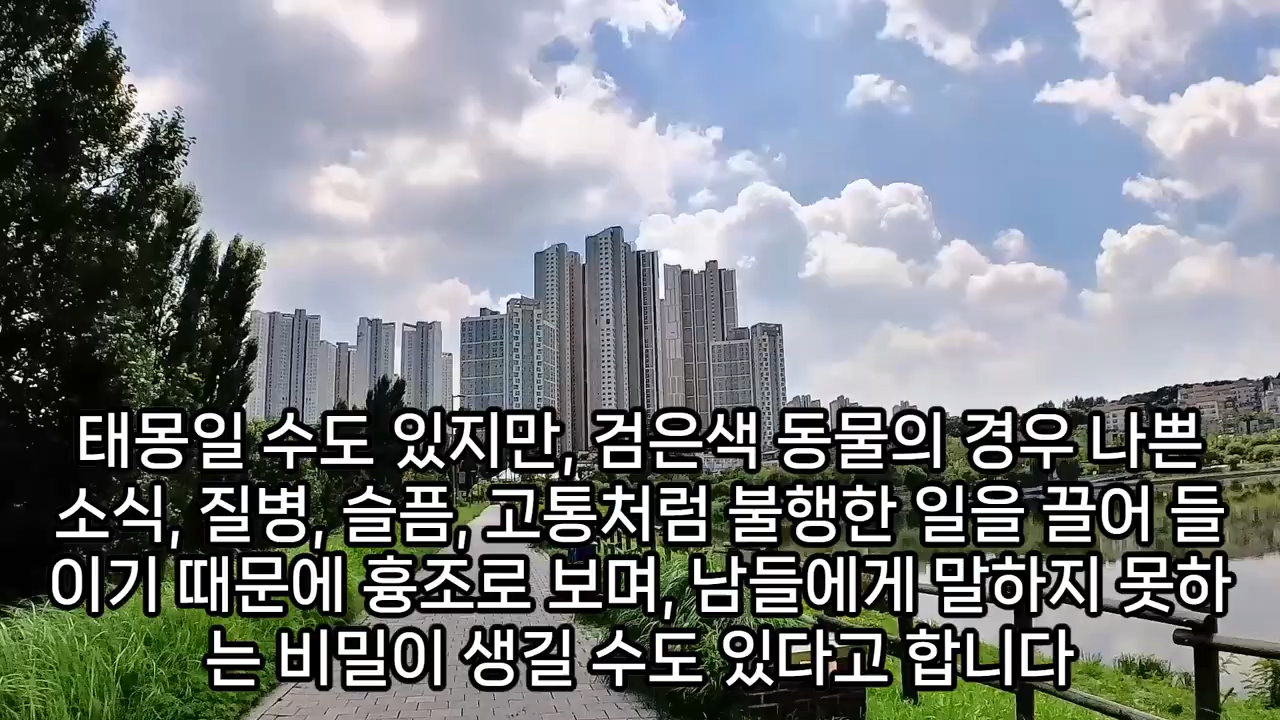 태몽일 수도 있지만, 검은색 동물의 경우 나쁜
소식, 질병, 슬픔, 고통처럼 불행한 일을 끌어 들
이기 때문에 흉조로 보며, 남들에게 말하지 못하
는 비밀이 생길 수도 있다고 합니다